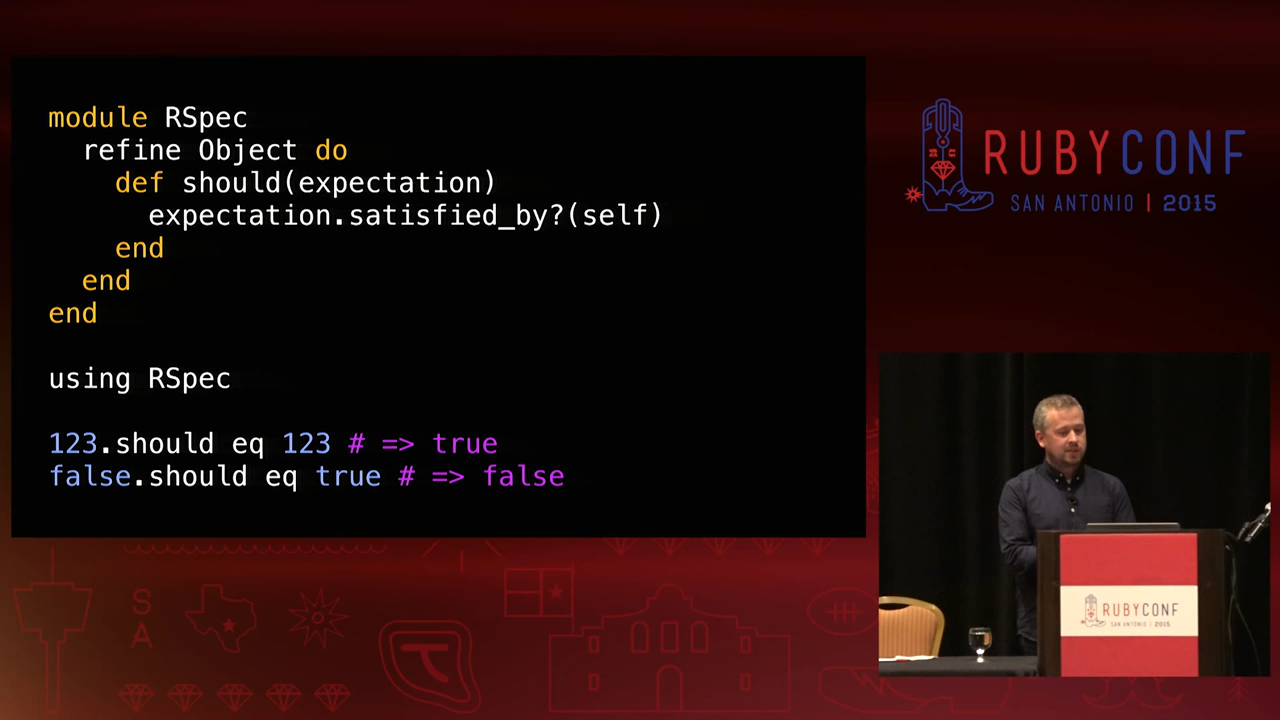 module RSpec
  refine Object do
    def should(expectation)
      expectation.satisfied_by?(self)
    end
  end
end
using RSpec
123.should eq 123 # => true
false.should eq true # => false
RUBYCONF
SAN ANTONIO | 2015
S
A
RUBYCONF
SAN ANTONIO | 2015